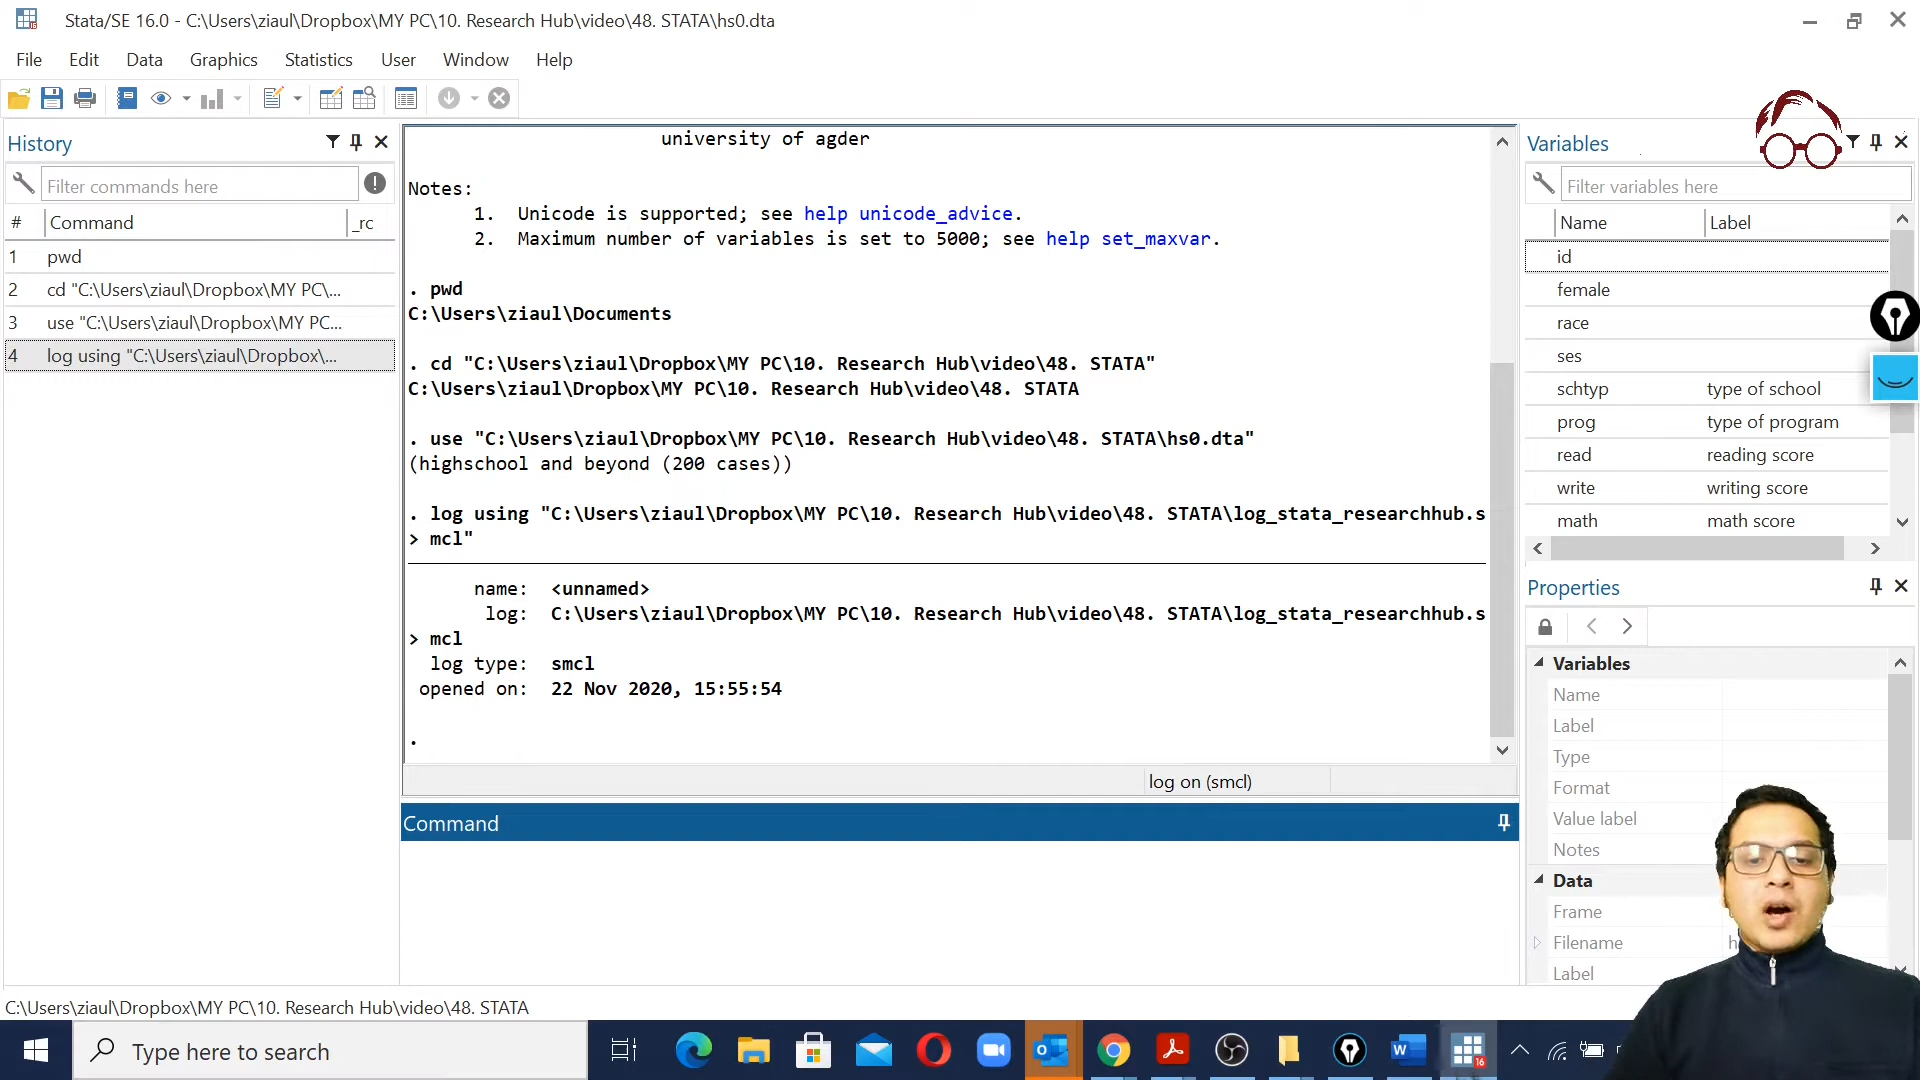 Stata/SE 16.0 - C:\Users\ziaul\Dropbox\MY PC\10. Research Hub\video\48. STATA\hs0.dta
File Edit Data Graphics Statistics User Window Help
History
Filter commands here
# Command _rc
1 pwd
2 cd "C:\Users\ziaul\Dropbox\MY PC\...
3 use "C:\Users\ziaul\Dropbox\MY PC...
4 log using "C:\Users\ziaul\Dropbox\...
university of agder
Notes:
1. Unicode is supported; see help unicode_advice.
2. Maximum number of variables is set to 5000; see help set_maxvar.
. pwd
C:\Users\ziaul\Documents
. cd "C:\Users\ziaul\Dropbox\MY PC\10. Research Hub\video\48. STATA"
C:\Users\ziaul\Dropbox\MY PC\10. Research Hub\video\48. STATA
. use "C:\Users\ziaul\Dropbox\MY PC\10. Research Hub\video\48. STATA\hs0.dta"
(highschool and beyond (200 cases))
. log using "C:\Users\ziaul\Dropbox\MY PC\10. Research Hub\video\48. STATA\log_stata_researchhub.s
> mcl"
name: <unnamed>
log: C:\Users\ziaul\Dropbox\MY PC\10. Research Hub\video\48. STATA\log_stata_researchhub.s
> mcl
log type: smcl
opened on: 22 Nov 2020, 15:55:54
.
log on (smcl)
Command
Variables
Filter variables here
Name Label
id
female
race
ses
schtyp type of school
prog type of program
read reading score
write writing score
math math score
Properties
Variables
Name
Label
Type
Format
Value label
Notes
Data
Frame
Filename
Label
C:\Users\ziaul\Dropbox\MY PC\10. Research Hub\video\48. STATA
Type here to search
16